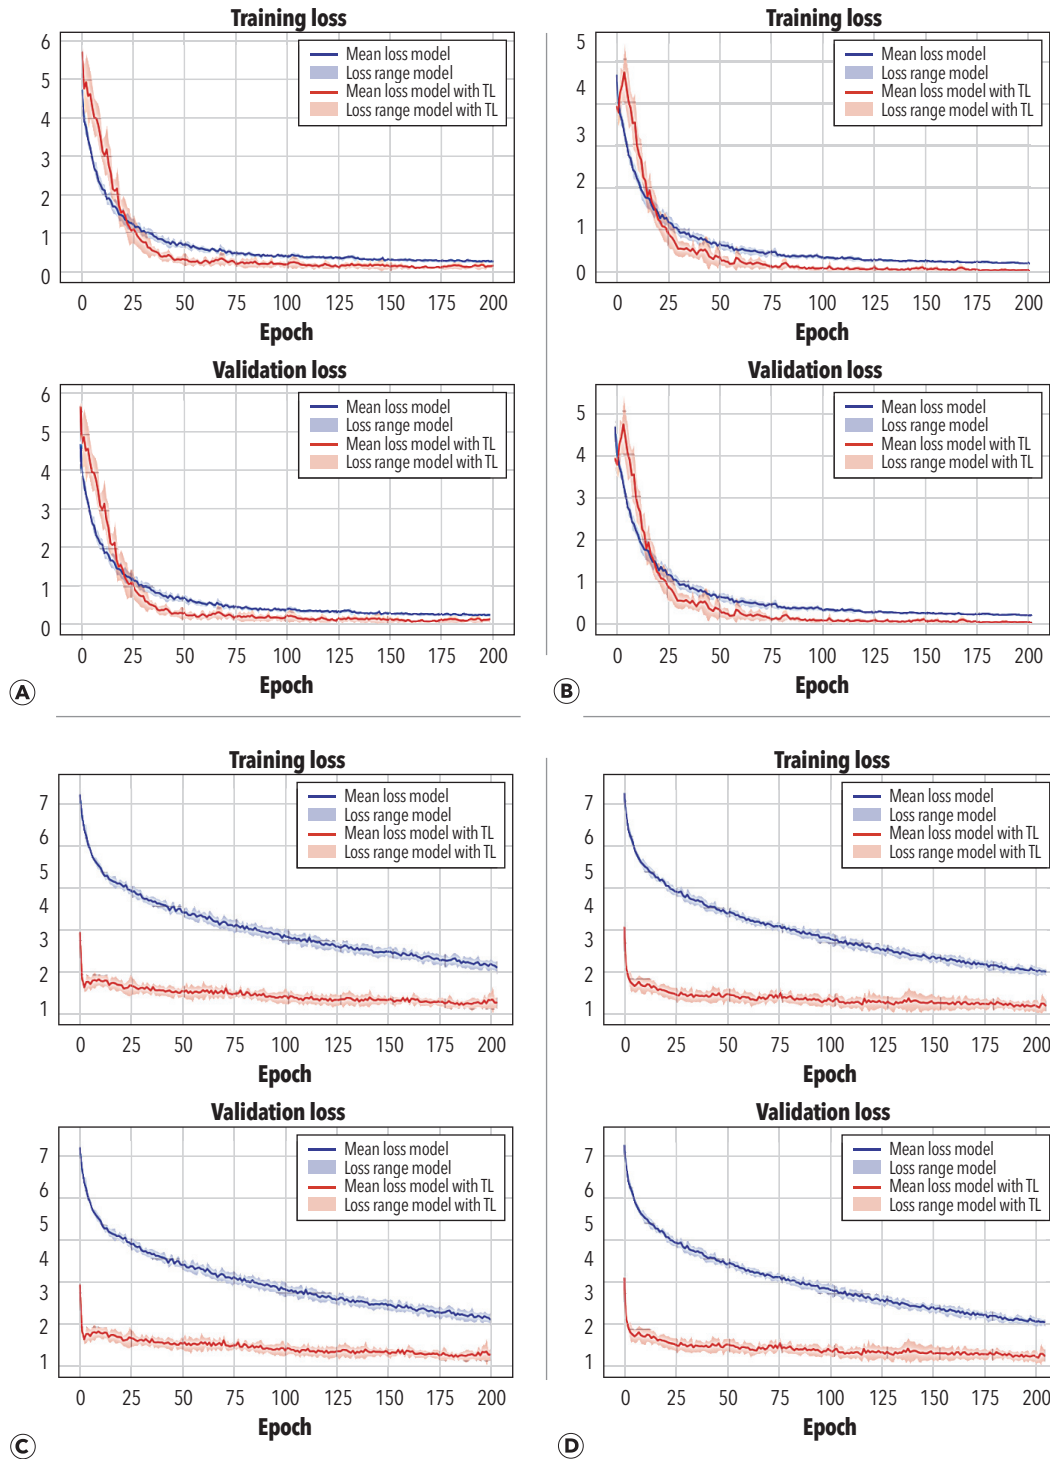 Training loss
6
5
4
3
2
1
0
Mean loss model
Loss range model
Mean loss model with TL
Loss range model with TL
0 25 50 75 100 125 150 175 200
Epoch
Validation loss
6
5
4
3
2
1
0
Mean loss model
Loss range model
Mean loss model with TL
Loss range model with TL
0 25 50 75 100 125 150 175 200
Epoch
A
Training loss
5
4
3
2
1
0
Mean loss model
Loss range model
Mean loss model with TL
Loss range model with TL
0 25 50 75 100 125 150 175 200
Epoch
Validation loss
5
4
3
2
1
0
Mean loss model
Loss range model
Mean loss model with TL
Loss range model with TL
0 25 50 75 100 125 150 175 200
Epoch
B
Training loss
7
6
5
4
3
2
1
Mean loss model
Loss range model
Mean loss model with TL
Loss range model with TL
0 25 50 75 100 125 150 175 200
Epoch
Validation loss
7
6
5
4
3
2
1
Mean loss model
Loss range model
Mean loss model with TL
Loss range model with TL
0 25 50 75 100 125 150 175 200
Epoch
C
Training loss
7
6
5
4
3
2
1
Mean loss model
Loss range model
Mean loss model with TL
Loss range model with TL
0 25 50 75 100 125 150 175 200
Epoch
Validation loss
7
6
5
4
3
2
1
Mean loss model
Loss range model
Mean loss model with TL
Loss range model with TL
0 25 50 75 100 125 150 175 200
Epoch
D